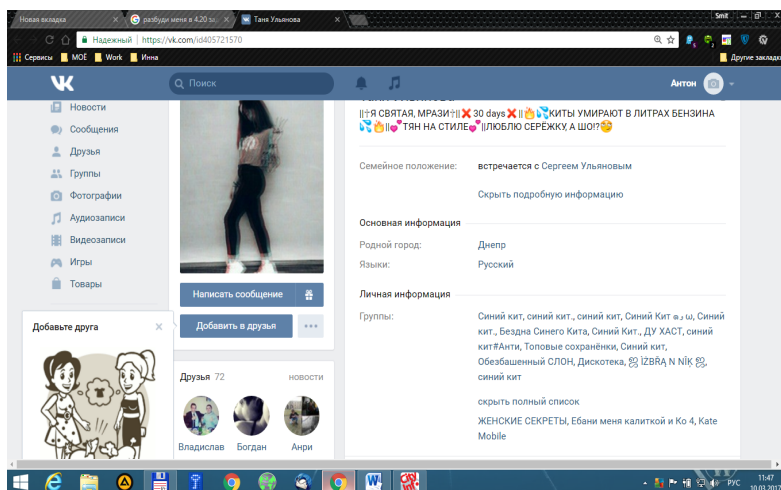 Новая вкладка
разбуди меня в 4.20 за
Таня Ульянова
Smit
Надежный
https://vk.com/id405721570
Сервисы
МОЁ
Work
Инна
Другие закладки
Поиск
Антон
Новости
Сообщения
Друзья
Группы
Фотографии
Аудиозаписи
Видеозаписи
Игры
Товары
||†Я СВЯТАЯ, МРАЗИ†||❌ 30 days❌||🔥💦КИТЫ УМИРАЮТ В ЛИТРАХ БЕНЗИНА
💦🔥||💕ТЯН НА СТИЛЕ💕||ЛЮБЛЮ СЕРЁЖКУ, А ШО!?
Семейное положение:
встречается с Сергеем Ульяновым
Скрыть подробную информацию
Основная информация
Родной город:
Днепр
Языки:
Русский
Личная информация
Группы:
Синий кит, синий кит., синий кит, Синий Кит, Синий
кит., Бездна Синего Кита, Синий Кит., ДУ ХАСТ, синий
кит#Анти, Топовые сохранёнки, Синий кит,
Обезбашенный СЛОН, Дискотека,
синий кит
скрыть полный список
ЖЕНСКИЕ СЕКРЕТЫ, Ебани меня калиткой и Ко 4, Kate
Mobile
Написать сообщение
Добавить в друзья
Добавьте друга
Друзья 72
новости
Владислав
Богдан
Анри
РУС
11:47